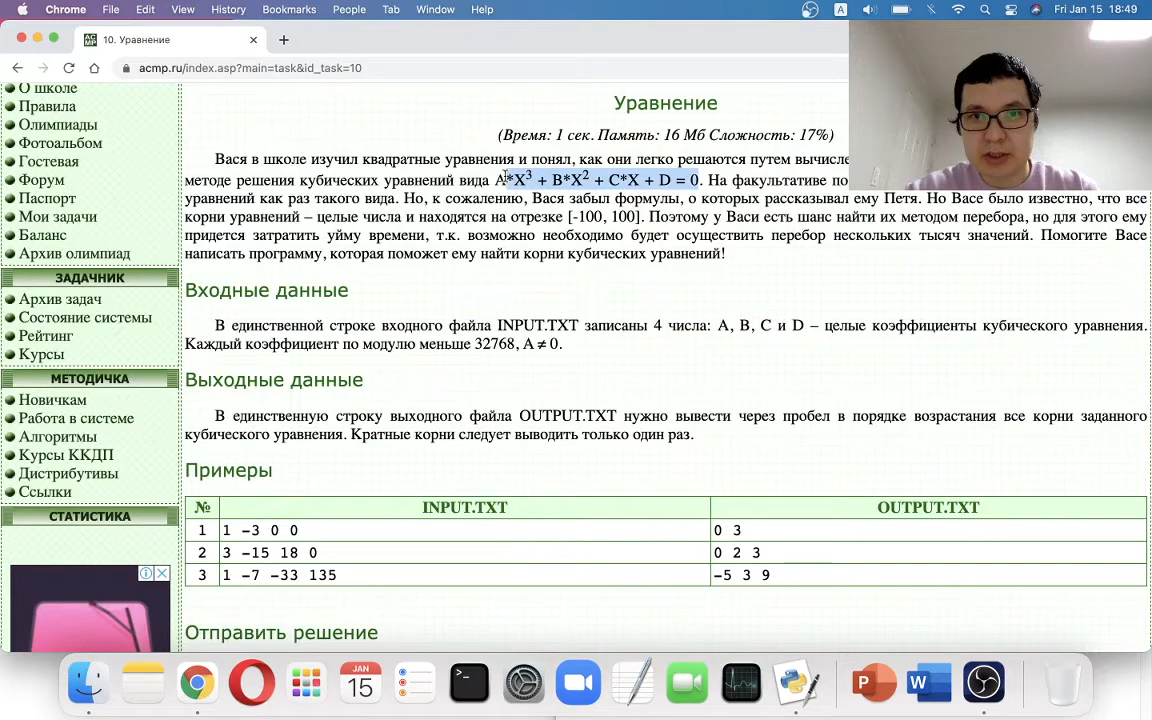 Chrome File Edit View History Bookmarks People Tab Window Help A Fri Jan 15 18:49
10. Уравнение
acmp.ru/index.asp?main=task&id_task=10
О школе
Правила
Олимпиады
Фотоальбом
Гостевая
Форум
Паспорт
Мои задачи
Баланс
Архив олимпиад
ЗАДАЧНИК
Архив задач
Состояние системы
Рейтинг
Курсы
МЕТОДИЧКА
Новичкам
Работа в системе
Алгоритмы
Курсы ККДП
Дистрибутивы
Ссылки
СТАТИСТИКА
Уравнение
(Время: 1 сек. Память: 16 Мб Сложность: 17%)
Вася в школе изучил квадратные уравнения и понял, как они легко решаются путем вычисле
методе решения кубических уравнений вида A*X³ + B*X² + C*X + D = 0. На факультативе по
уравнений как раз такого вида. Но, к сожалению, Вася забыл формулы, о которых рассказывал ему Петя. Но Васе было известно, что все
корни уравнений – целые числа и находятся на отрезке [-100, 100]. Поэтому у Васи есть шанс найти их методом перебора, но для этого ему
придется затратить уйму времени, т.к. возможно необходимо будет осуществить перебор нескольких тысяч значений. Помогите Васе
написать программу, которая поможет ему найти корни кубических уравнений!
Входные данные
В единственной строке входного файла INPUT.TXT записаны 4 числа: A, B, C и D – целые коэффициенты кубического уравнения.
Каждый коэффициент по модулю меньше 32768, A ≠ 0.
Выходные данные
В единственную строку выходного файла OUTPUT.TXT нужно вывести через пробел в порядке возрастания все корни заданного
кубического уравнения. Кратные корни следует выводить только один раз.
Примеры
№ INPUT.TXT OUTPUT.TXT
1 1 -3 0 0 0 3
2 3 -15 18 0 0 2 3
3 1 -7 -33 135 -5 3 9
Отправить решение
JAN
15
P W